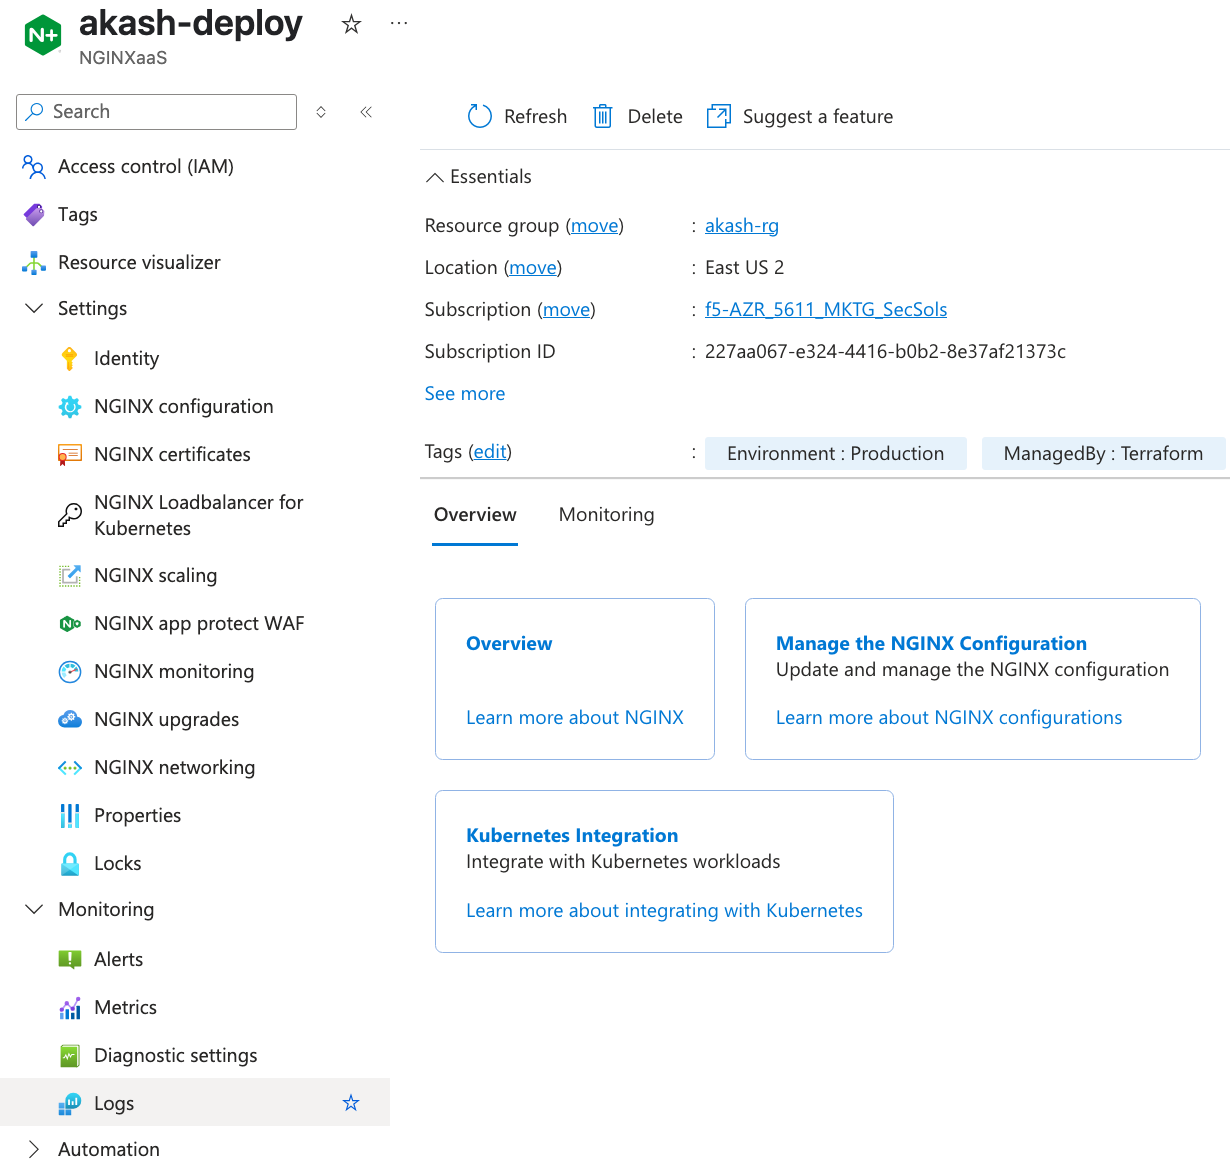 N+
akash-deploy
NGINXaaS
Search
Access control (IAM)
Tags
Resource visualizer
Settings
Identity
NGINX configuration
NGINX certificates
NGINX Loadbalancer for
Kubernetes
NGINX scaling
NGINX app protect WAF
NGINX monitoring
NGINX upgrades
NGINX networking
Properties
Locks
Monitoring
Alerts
Metrics
Diagnostic settings
Logs
Automation
Refresh
Delete
Suggest a feature
Essentials
Resource group (move) : akash-rg
Location (move) : East US 2
Subscription (move) : f5-AZR_5611_MKTG_SecSols
Subscription ID : 227aa067-e324-4416-b0b2-8e37af21373c
See more
Tags (edit) : Environment : Production ManagedBy : Terraform
Overview Monitoring
Overview
Learn more about NGINX
Manage the NGINX Configuration
Update and manage the NGINX configuration
Learn more about NGINX configurations
Kubernetes Integration
Integrate with Kubernetes workloads
Learn more about integrating with Kubernetes